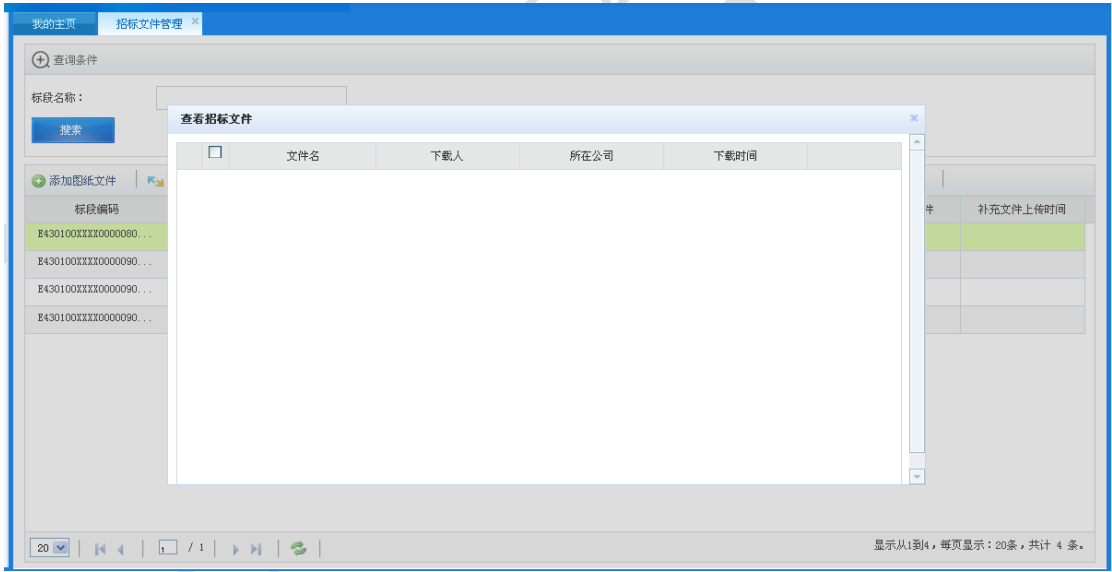 我的主页 招标文件管理 ×
查询条件
标段名称：
搜索
查看招标文件 ×
文件名 下载人 所在公司 下载时间
添加图纸文件
标段编码 件 补充文件上传时间
E430100XXXX0000080...
E430100XXXX0000090...
E430100XXXX0000090...
E430100XXXX0000090...
20 1 / 1 显示从1到4，每页显示：20条，共计 4 条。